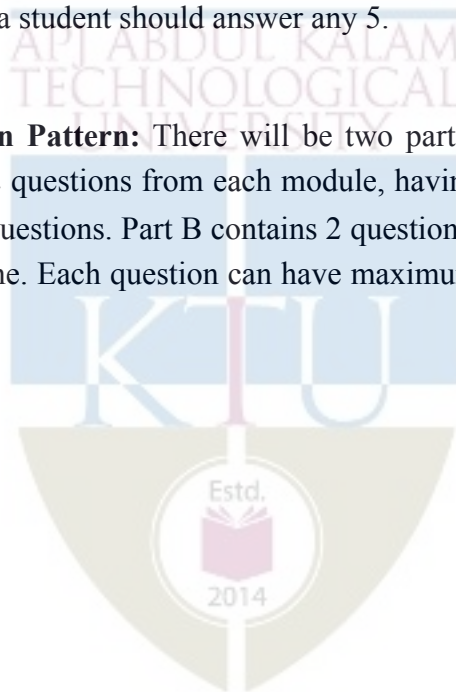 a student should answer any 5.
APJ ABDUL KALAM
TECHNOLOGICAL
UNIVERSITY
n Pattern: There will be two part
questions from each module, havin
uestions. Part B contains 2 question
ne. Each question can have maximu
KTU
Estd.
2014